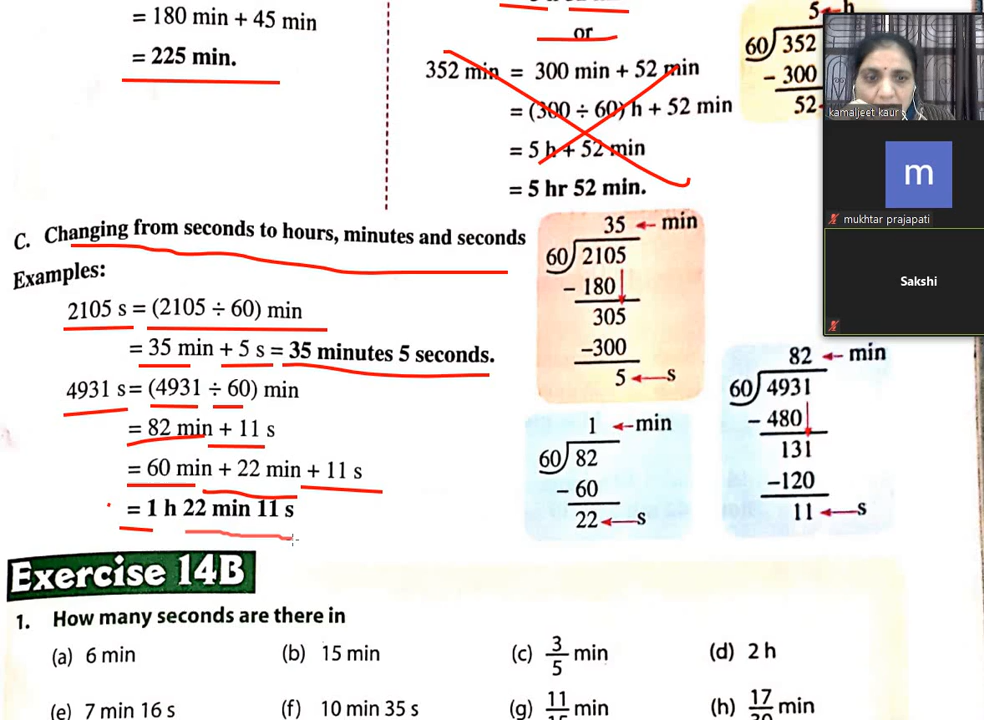 = 180 min + 45 min
= 225 min.
or
352 min = 300 min + 52 min
= (300 ÷ 60) h + 52 min
= 5 h + 52 min
= 5 hr 52 min.
5 ← h
60)352
- 300
52
kamaljeet kaur
m
mukhtar prajapati
Sakshi
C. Changing from seconds to hours, minutes and seconds
Examples:
2105 s = (2105 ÷ 60) min
= 35 min + 5 s = 35 minutes 5 seconds.
4931 s = (4931 ÷ 60) min
= 82 min + 11 s
= 60 min + 22 min + 11 s
= 1 h 22 min 11 s
35 ← min
60)2105
- 180
305
-300
5 ← s
1 ← min
60)82
- 60
22 ← s
82 ← min
60)4931
- 480
131
-120
11 ← s
Exercise 14B
1. How many seconds are there in
(a) 6 min (b) 15 min (c) 3/5 min (d) 2 h
(e) 7 min 16 s (f) 10 min 35 s (g) 11/15 min (h) 17/20 min